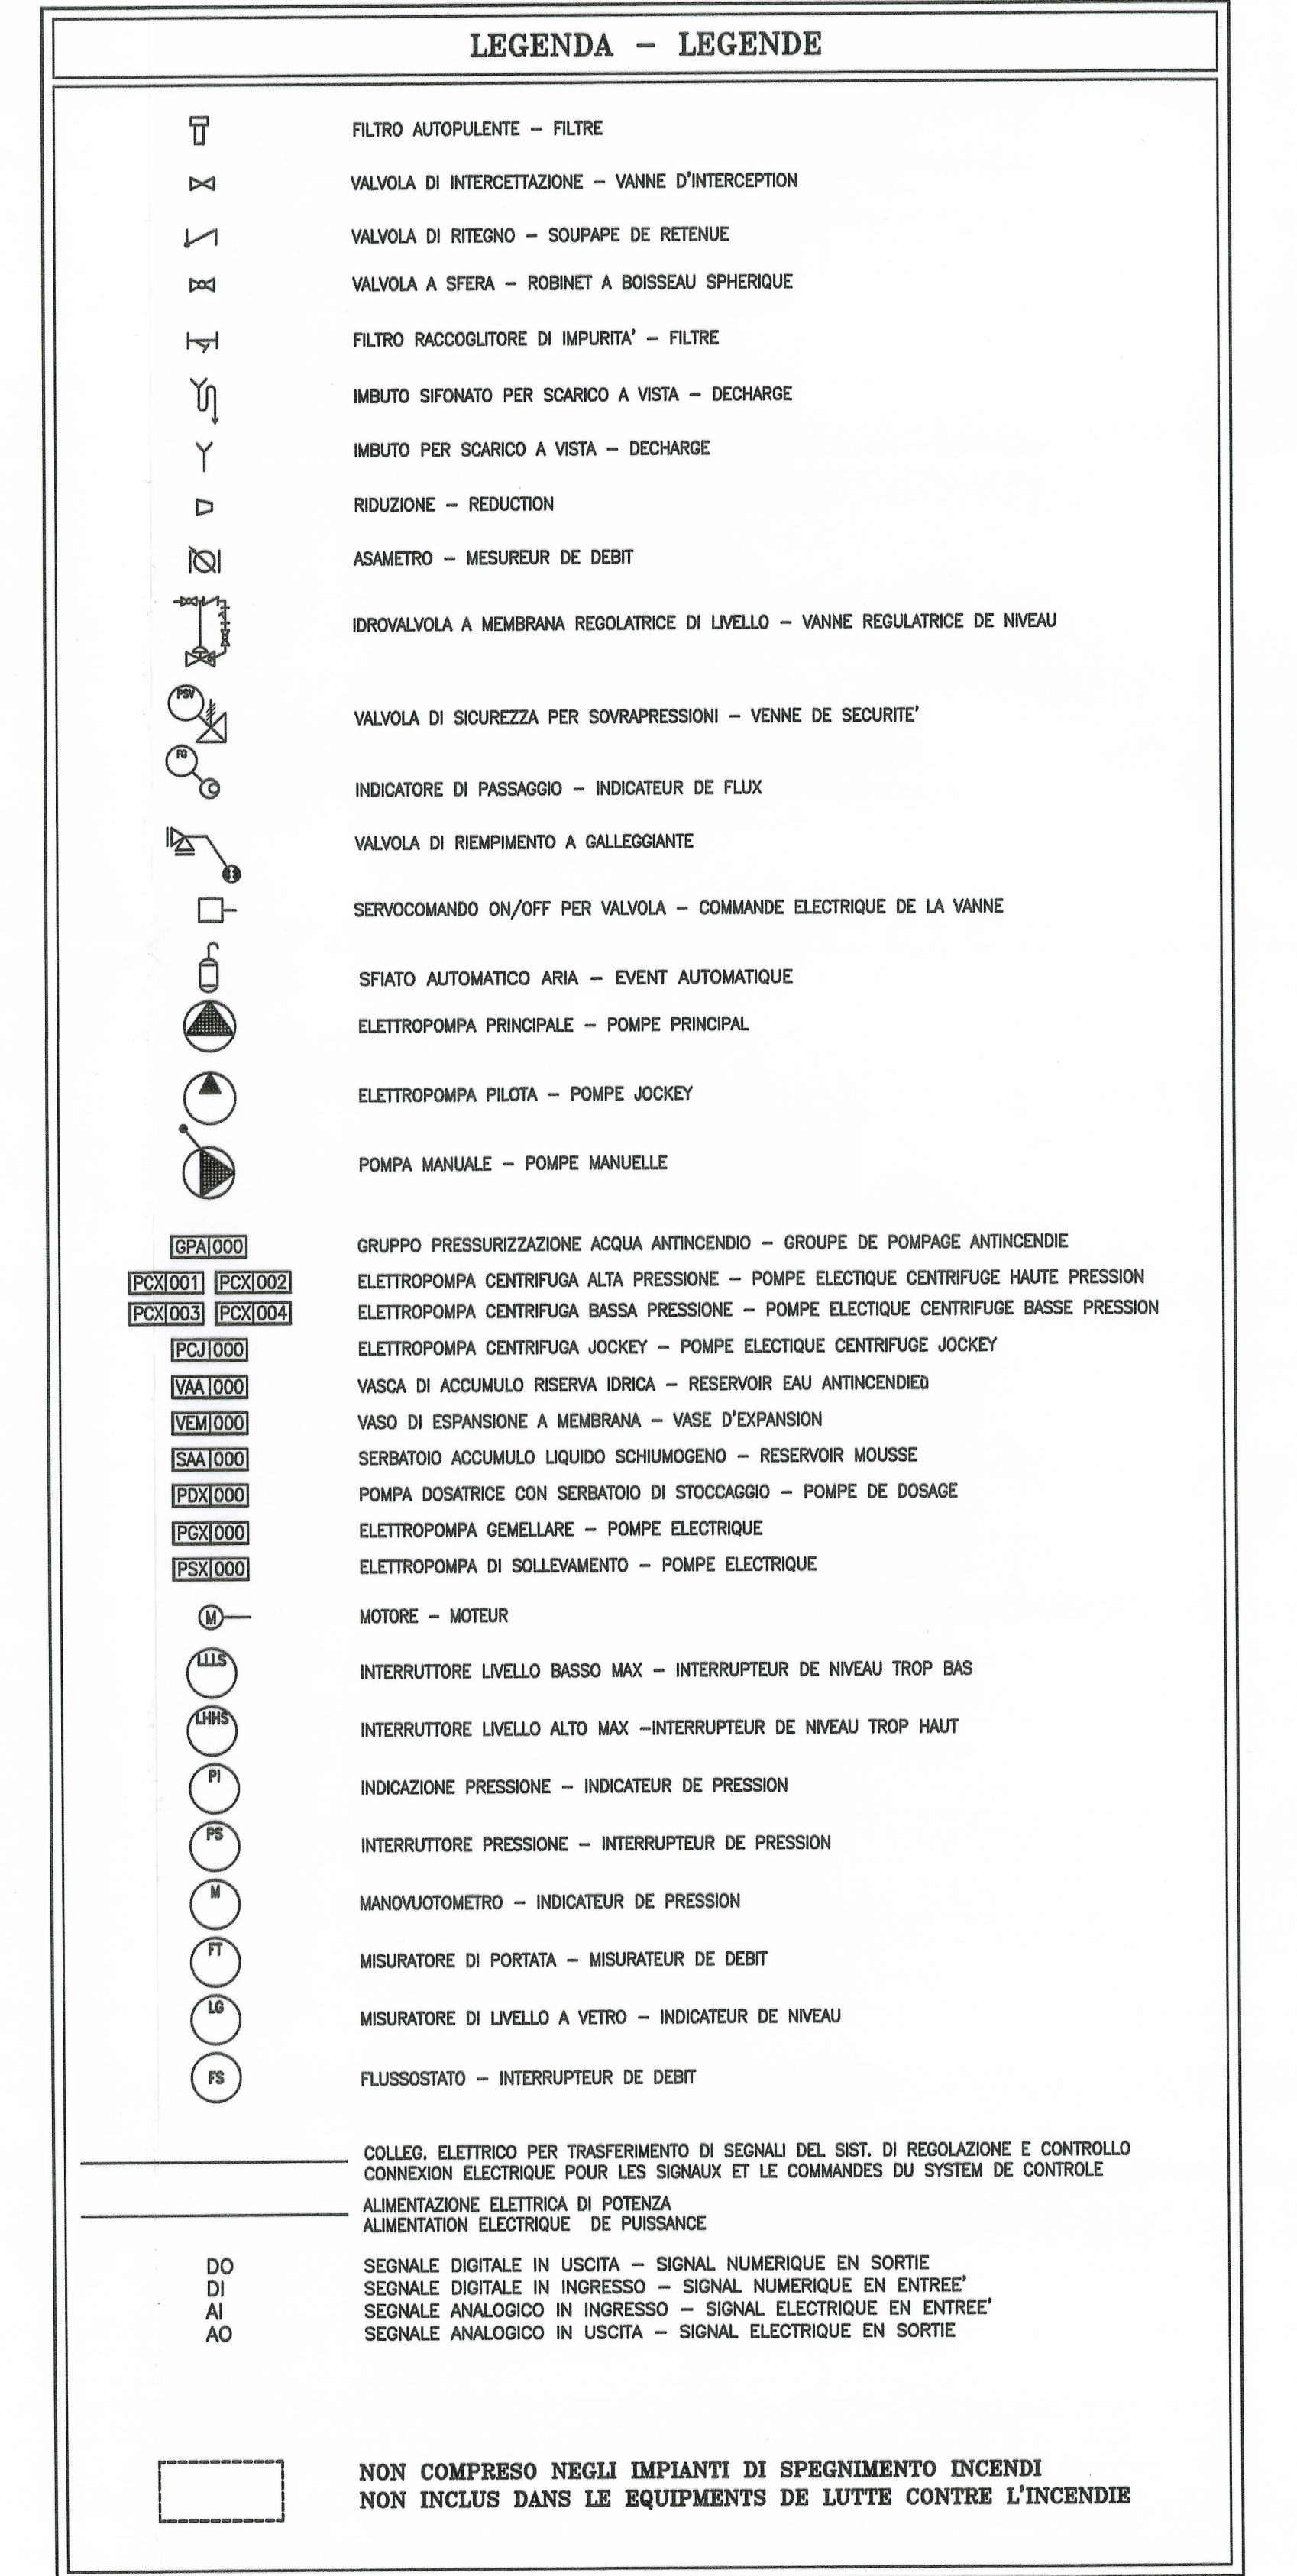 LEGENDA – LEGENDE
FILTRO AUTOPULENTE – FILTRE
VALVOLA DI INTERCETTAZIONE – VANNE D'INTERCEPTION
VALVOLA DI RITEGNO – SOUPAPE DE RETENUE
VALVOLA A SFERA – ROBINET A BOISSEAU SPHERIQUE
FILTRO RACCOGLITORE DI IMPURITA' – FILTRE
IMBUTO SIFONATO PER SCARICO A VISTA – DECHARGE
IMBUTO PER SCARICO A VISTA – DECHARGE
RIDUZIONE – REDUCTION
ASAMETRO – MESUREUR DE DEBIT
IDROVALVOLA A MEMBRANA REGOLATRICE DI LIVELLO – VANNE REGULATRICE DE NIVEAU
PSV VALVOLA DI SICUREZZA PER SOVRAPRESSIONI – VENNE DE SECURITE'
FG INDICATORE DI PASSAGGIO – INDICATEUR DE FLUX
VALVOLA DI RIEMPIMENTO A GALLEGGIANTE
SERVOCOMANDO ON/OFF PER VALVOLA – COMMANDE ELECTRIQUE DE LA VANNE
SFIATO AUTOMATICO ARIA – EVENT AUTOMATIQUE
ELETTROPOMPA PRINCIPALE – POMPE PRINCIPAL
ELETTROPOMPA PILOTA – POMPE JOCKEY
POMPA MANUALE – POMPE MANUELLE
GPA 000 GRUPPO PRESSURIZZAZIONE ACQUA ANTINCENDIO – GROUPE DE POMPAGE ANTINCENDIE
PCX 001 PCX 002 ELETTROPOMPA CENTRIFUGA ALTA PRESSIONE – POMPE ELECTIQUE CENTRIFUGE HAUTE PRESSION
PCX 003 PCX 004 ELETTROPOMPA CENTRIFUGA BASSA PRESSIONE – POMPE ELECTIQUE CENTRIFUGE BASSE PRESSION
PCJ 000 ELETTROPOMPA CENTRIFUGA JOCKEY – POMPE ELECTIQUE CENTRIFUGE JOCKEY
VAA 000 VASCA DI ACCUMULO RISERVA IDRICA – RESERVOIR EAU ANTINCENDIED
VEM 000 VASO DI ESPANSIONE A MEMBRANA – VASE D'EXPANSION
SAA 000 SERBATOIO ACCUMULO LIQUIDO SCHIUMOGENO – RESERVOIR MOUSSE
PDX 000 POMPA DOSATRICE CON SERBATOIO DI STOCCAGGIO – POMPE DE DOSAGE
PGX 000 ELETTROPOMPA GEMELLARE – POMPE ELECTRIQUE
PSX 000 ELETTROPOMPA DI SOLLEVAMENTO – POMPE ELECTRIQUE
M MOTORE – MOTEUR
LLLS INTERRUTTORE LIVELLO BASSO MAX – INTERRUPTEUR DE NIVEAU TROP BAS
LHHS INTERRUTTORE LIVELLO ALTO MAX –INTERRUPTEUR DE NIVEAU TROP HAUT
PI INDICAZIONE PRESSIONE – INDICATEUR DE PRESSION
PS INTERRUTTORE PRESSIONE – INTERRUPTEUR DE PRESSION
M MANOVUOTOMETRO – INDICATEUR DE PRESSION
FT MISURATORE DI PORTATA – MISURATEUR DE DEBIT
LG MISURATORE DI LIVELLO A VETRO – INDICATEUR DE NIVEAU
FS FLUSSOSTATO – INTERRUPTEUR DE DEBIT
COLLEG. ELETTRICO PER TRASFERIMENTO DI SEGNALI DEL SIST. DI REGOLAZIONE E CONTROLLO
CONNEXION ELECTRIQUE POUR LES SIGNAUX ET LE COMMANDES DU SYSTEM DE CONTROLE
ALIMENTAZIONE ELETTRICA DI POTENZA
ALIMENTATION ELECTRIQUE DE PUISSANCE
DO SEGNALE DIGITALE IN USCITA – SIGNAL NUMERIQUE EN SORTIE
DI SEGNALE DIGITALE IN INGRESSO – SIGNAL NUMERIQUE EN ENTREE'
AI SEGNALE ANALOGICO IN INGRESSO – SIGNAL ELECTRIQUE EN ENTREE'
AO SEGNALE ANALOGICO IN USCITA – SIGNAL ELECTRIQUE EN SORTIE
NON COMPRESO NEGLI IMPIANTI DI SPEGNIMENTO INCENDI
NON INCLUS DANS LE EQUIPMENTS DE LUTTE CONTRE L'INCENDIE